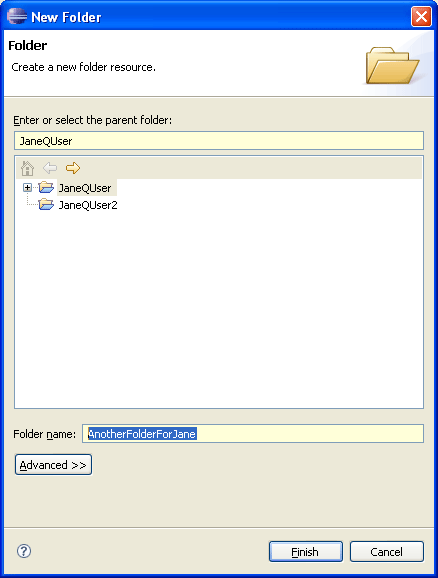 New Folder
Folder
Create a new folder resource.
Enter or select the parent folder:
JaneQUser
JaneQUser
JaneQUser2
Folder name: AnotherFolderForJane
Advanced >>
? Finish Cancel